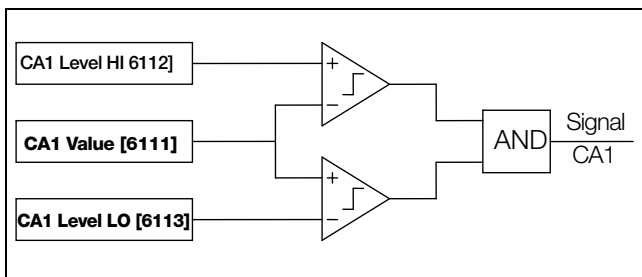 CA1 Level HI 6112]
+
−
CA1 Value [6111]
AND
Signal
CA1
+
−
CA1 Level LO [6113]